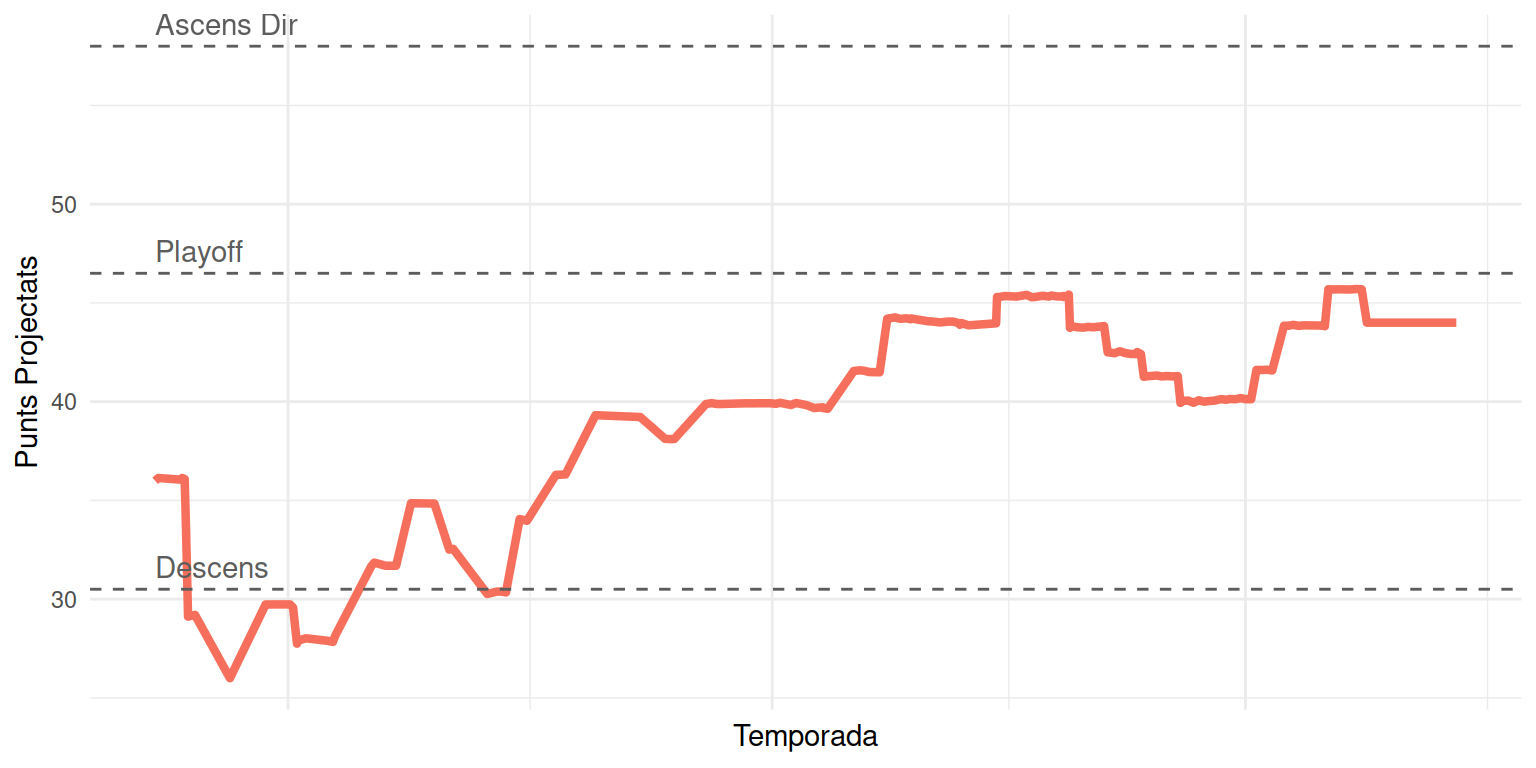 Ascens Dir
50
Playoff
40
Descens
30
Punts Projectats
Temporada